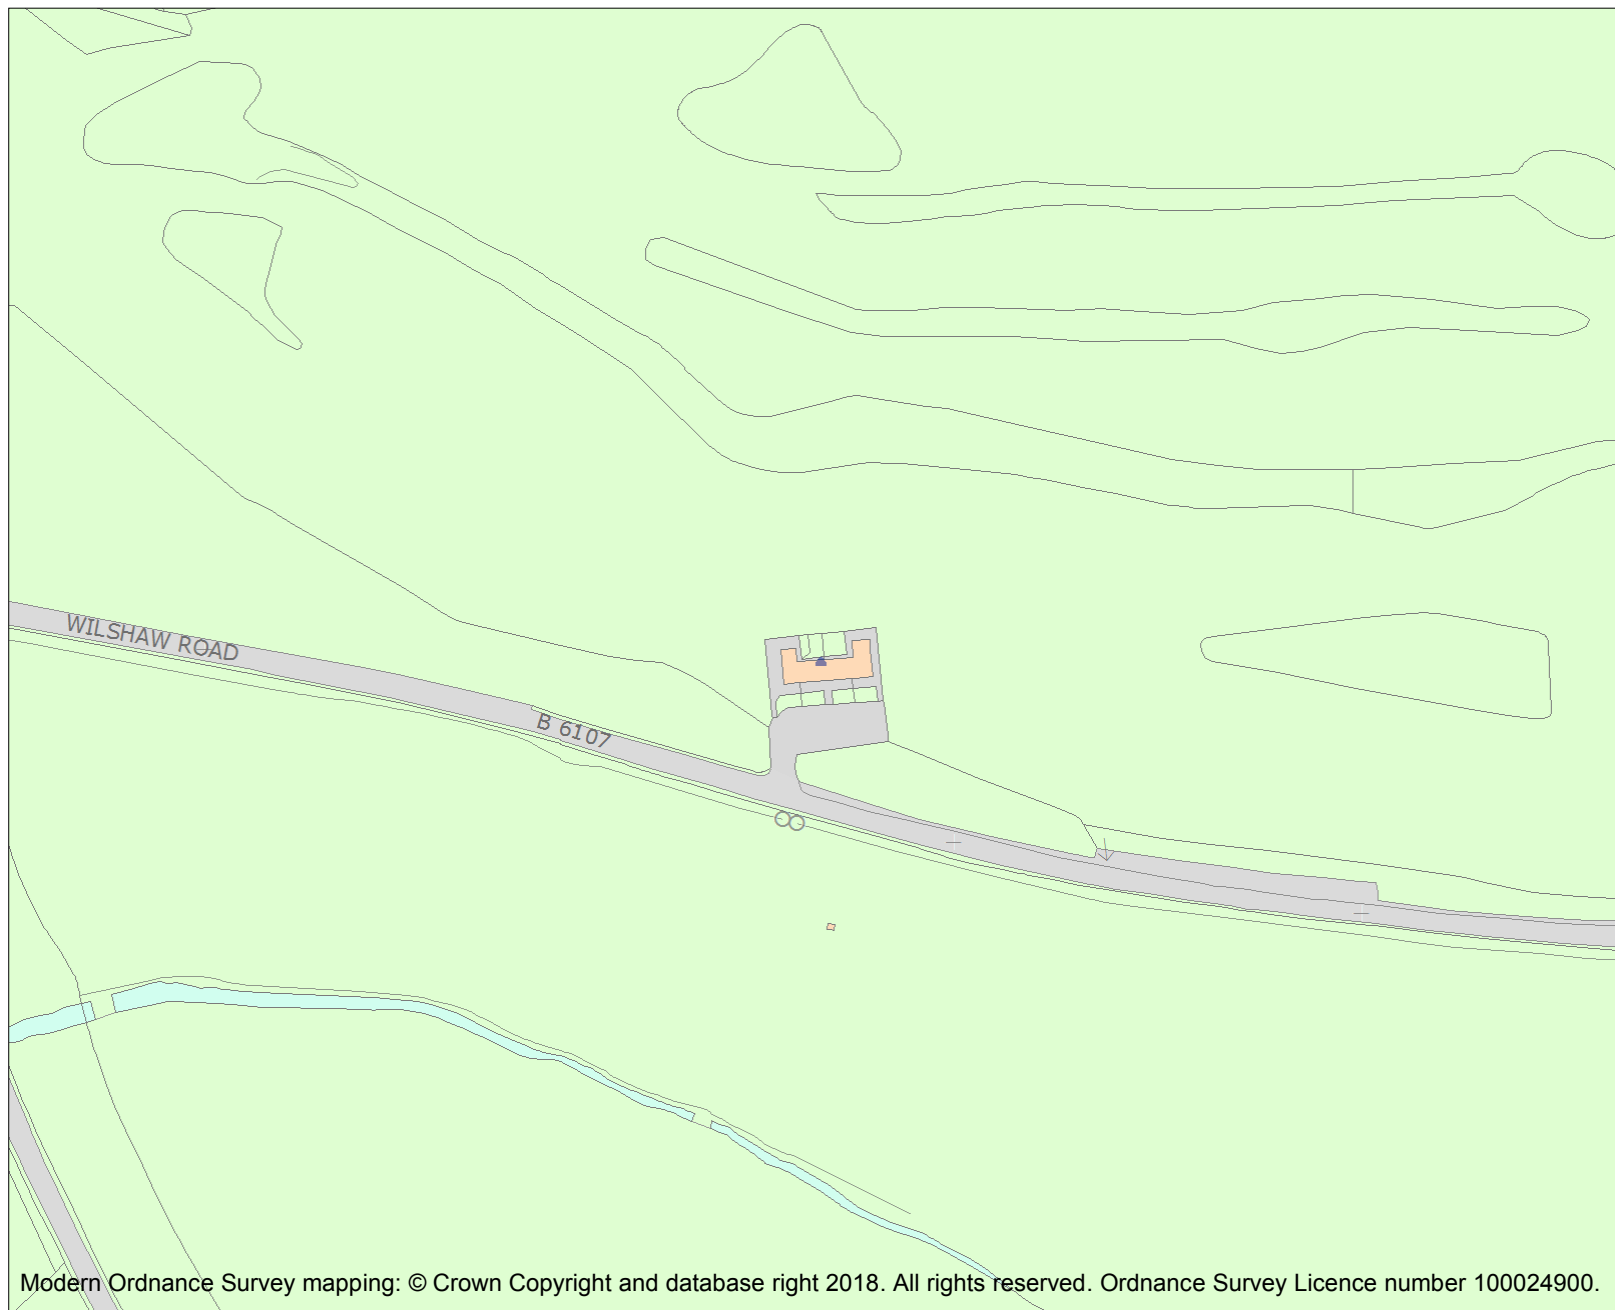 WILSHAW ROAD
B 6107
Modern Ordnance Survey mapping: © Crown Copyright and database right 2018. All rights reserved. Ordnance Survey Licence number 100024900.